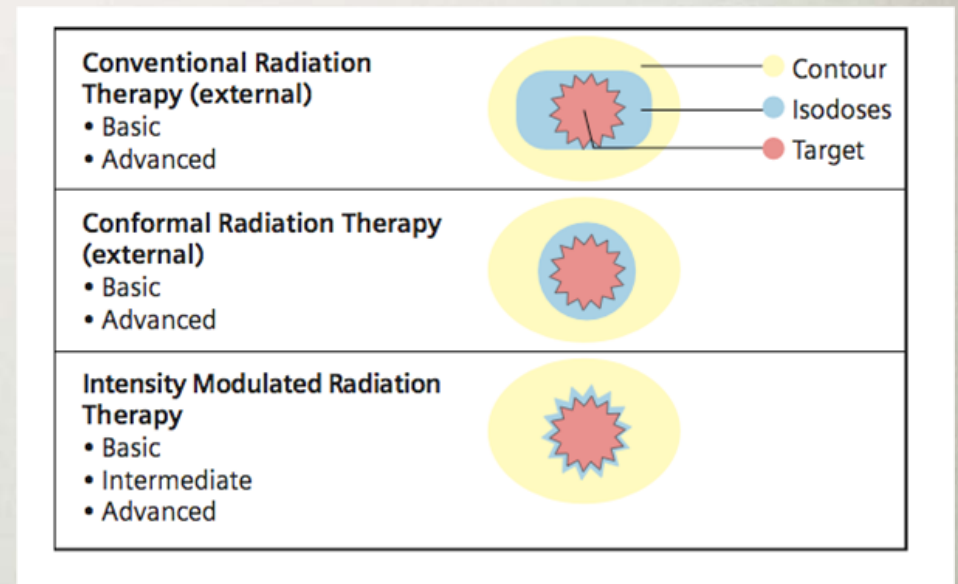 Conventional Radiation
Therapy (external)
• Basic
• Advanced
Contour
Isodoses
Target
Conformal Radiation Therapy
(external)
• Basic
• Advanced
Intensity Modulated Radiation
Therapy
• Basic
• Intermediate
• Advanced